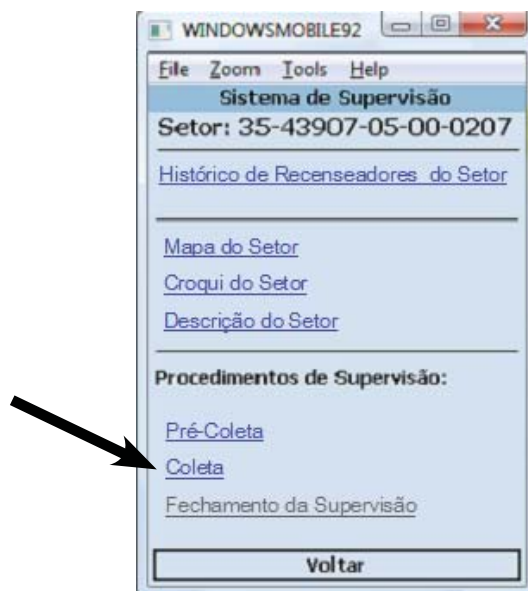 WINDOWSMOBILE92
File Zoom Tools Help
Sistema de Supervisão
Setor: 35-43907-05-00-0207
Histórico de Recenseadores do Setor
Mapa do Setor
Croqui do Setor
Descrição do Setor
Procedimentos de Supervisão:
Pré-Coleta
Coleta
Fechamento da Supervisão
Voltar